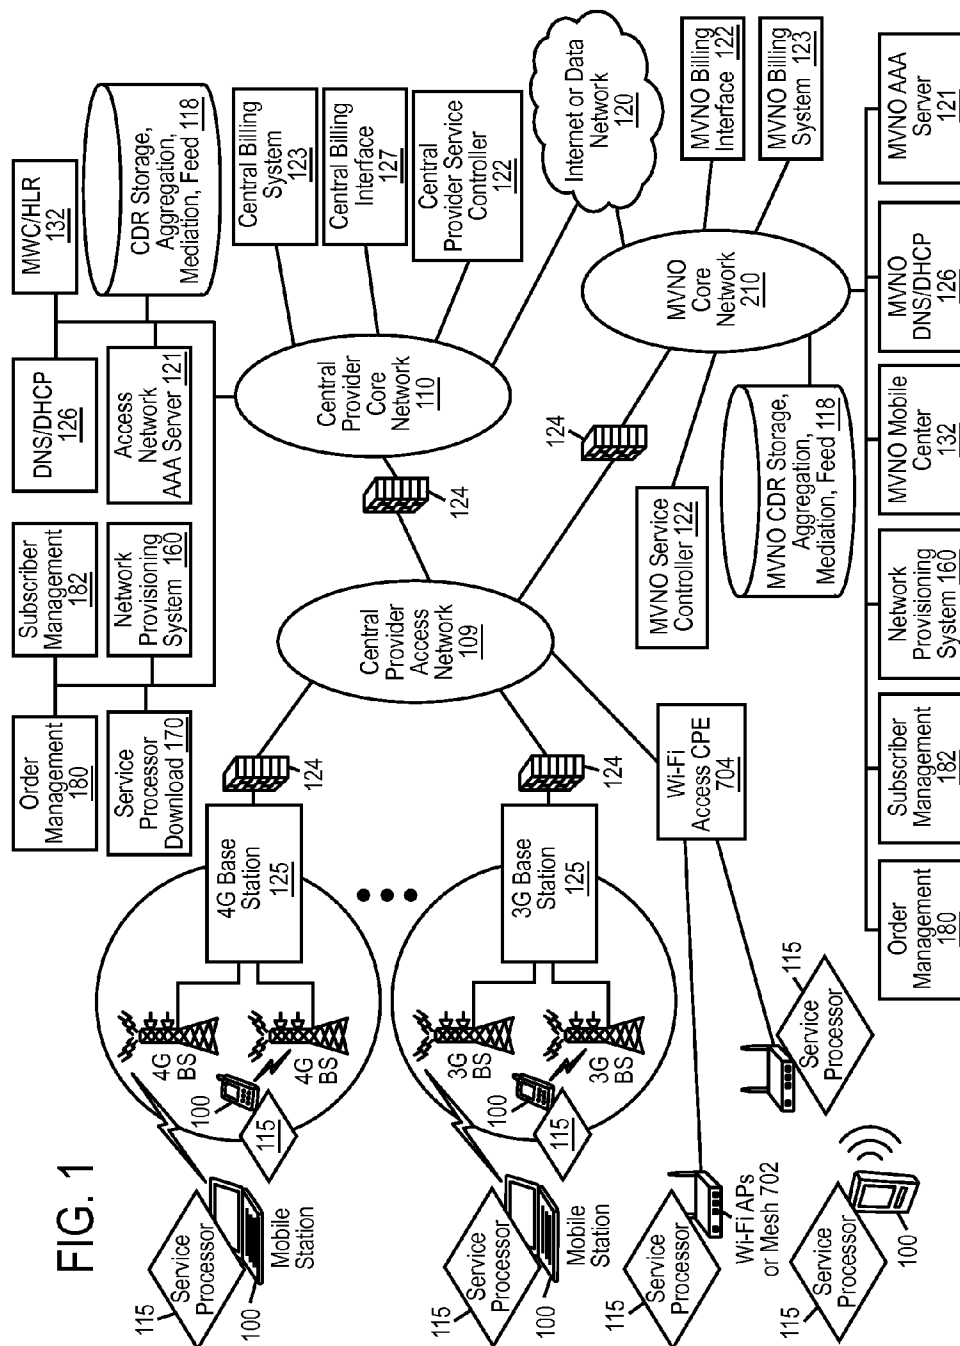 FIG. 1
Order
Management
180
Subscriber
Management
182
DNS/DHCP
126
MWC/HLR
132
Service
Processor
Download 170
Network
Provisioning
System 160
Access
Network
AAA Server 121
CDR Storage,
Aggregation,
Mediation, Feed 118
Central Billing
System
123
Central Billing
Interface
127
Central
Provider Service
Controller
122
Central
Provider Core
Network
110
Internet or Data
Network
120
124
124
Central
Provider
Access
Network
109
MVNO
Core
Network
210
MVNO Billing
Interface 122
MVNO Billing
System 123
MVNO Service
Controller 122
MVNO CDR Storage,
Aggregation,
Mediation, Feed 118
124
4G Base
Station
125
4G
BS
4G
BS
100
115
115
Service
Processor
100
Mobile
Station
124
3G Base
Station
125
3G
BS
3G
BS
100
115
115
Service
Processor
100
Mobile
Station
Wi-Fi
Access CPE
704
115
Service
Processor
Wi-Fi APs
or Mesh 702
115
Service
Processor
115
Service
Processor
100
Order
Management
180
Subscriber
Management
182
Network
Provisioning
System 160
MVNO Mobile
Center
132
MVNO
DNS/DHCP
126
MVNO AAA
Server
121